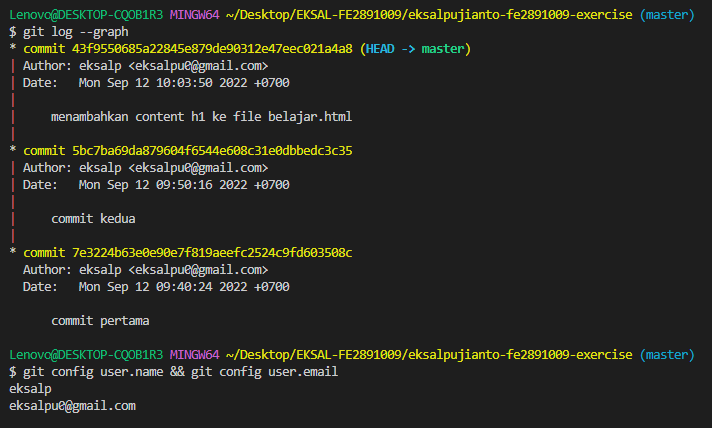 Lenovo@DESKTOP-CQOB1R3 MINGW64 ~/Desktop/EKSAL-FE2891009/eksalpujianto-fe2891009-exercise (master)
$ git log --graph
* commit 43f9550685a22845e879de90312e47eec021a4a8 (HEAD -> master)
| Author: eksalp <eksalpu0@gmail.com>
| Date:   Mon Sep 12 10:03:50 2022 +0700
|
|     menambahkan content h1 ke file belajar.html
|
* commit 5bc7ba69da879604f6544e608c31e0dbbedc3c35
| Author: eksalp <eksalpu0@gmail.com>
| Date:   Mon Sep 12 09:50:16 2022 +0700
|
|     commit kedua
|
* commit 7e3224b63e0e90e7f819aeefc2524c9fd603508c
  Author: eksalp <eksalpu0@gmail.com>
  Date:   Mon Sep 12 09:40:24 2022 +0700

      commit pertama

Lenovo@DESKTOP-CQOB1R3 MINGW64 ~/Desktop/EKSAL-FE2891009/eksalpujianto-fe2891009-exercise (master)
$ git config user.name && git config user.email
eksalp
eksalpu0@gmail.com